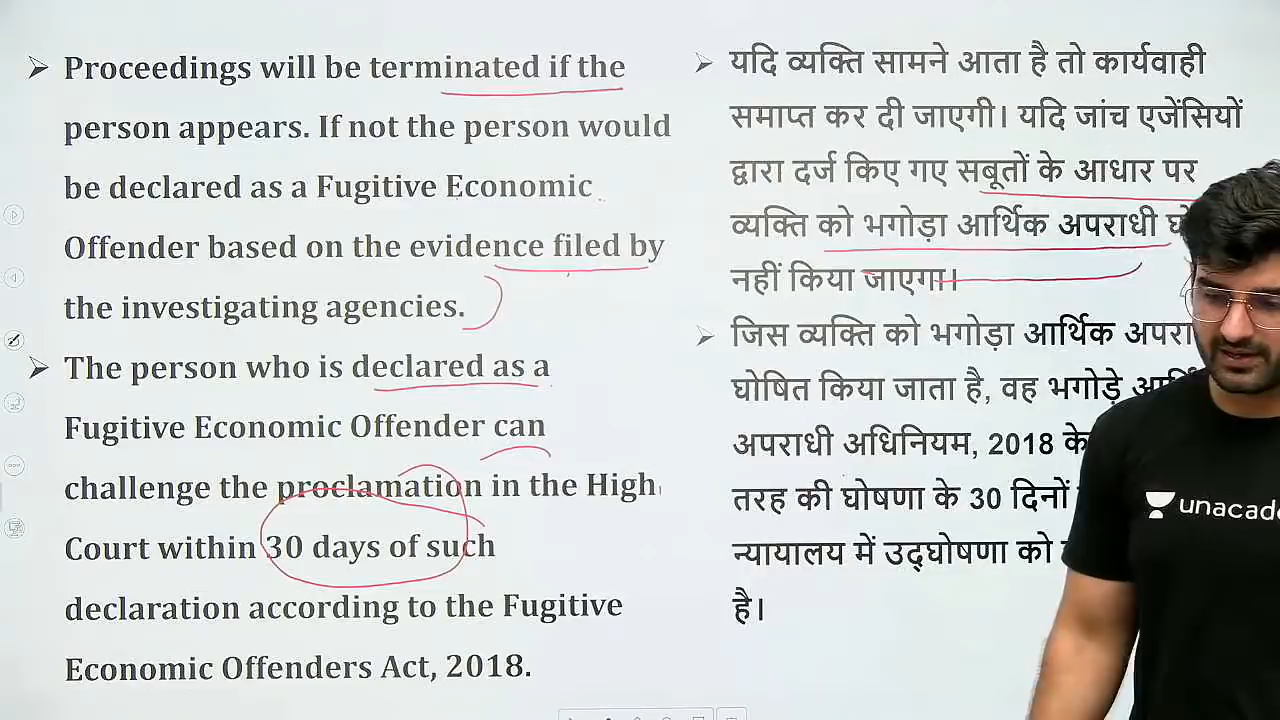 Proceedings will be terminated if the
person appears. If not the person would
be declared as a Fugitive Economic
Offender based on the evidence filed by
the investigating agencies.
The person who is declared as a
Fugitive Economic Offender can
challenge the proclamation in the High
Court within 30 days of such
declaration according to the Fugitive
Economic Offenders Act, 2018.
यदि व्यक्ति सामने आता है तो कार्यवाही
समाप्त कर दी जाएगी। यदि जांच एजेंसियों
द्वारा दर्ज किए गए सबूतों के आधार पर
व्यक्ति को भगोड़ा आर्थिक अपराधी
नहीं किया जाएगा।
जिस व्यक्ति को भगोड़ा आर्थिक
घोषित किया जाता है, वह भगोड़े
अपराधी अधिनियम, 2018 के
तरह की घोषणा के 30 दिनों
न्यायालय में उद्घोषणा को
है।
unacade